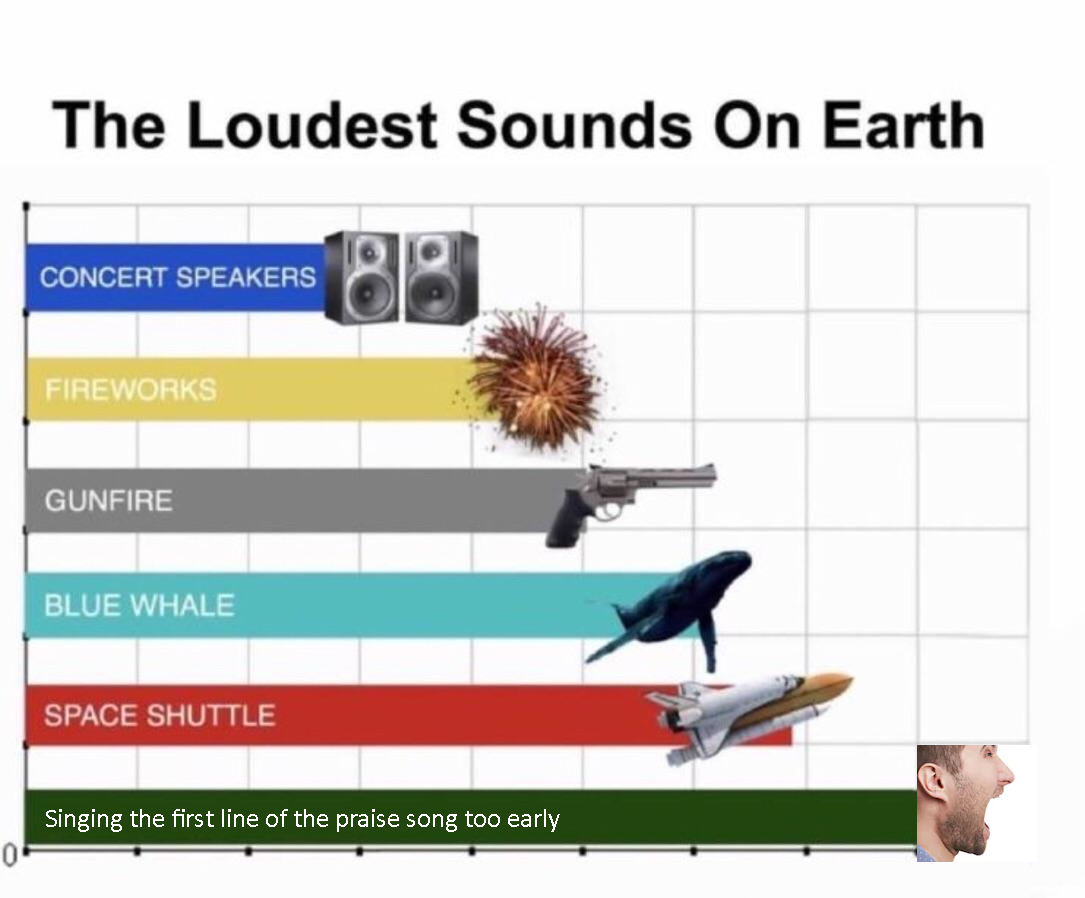 The Loudest Sounds On Earth
CONCERT SPEAKERS
FIREWORKS
GUNFIRE
BLUE WHALE
SPACE SHUTTLE
Singing the first line of the praise song too early
0